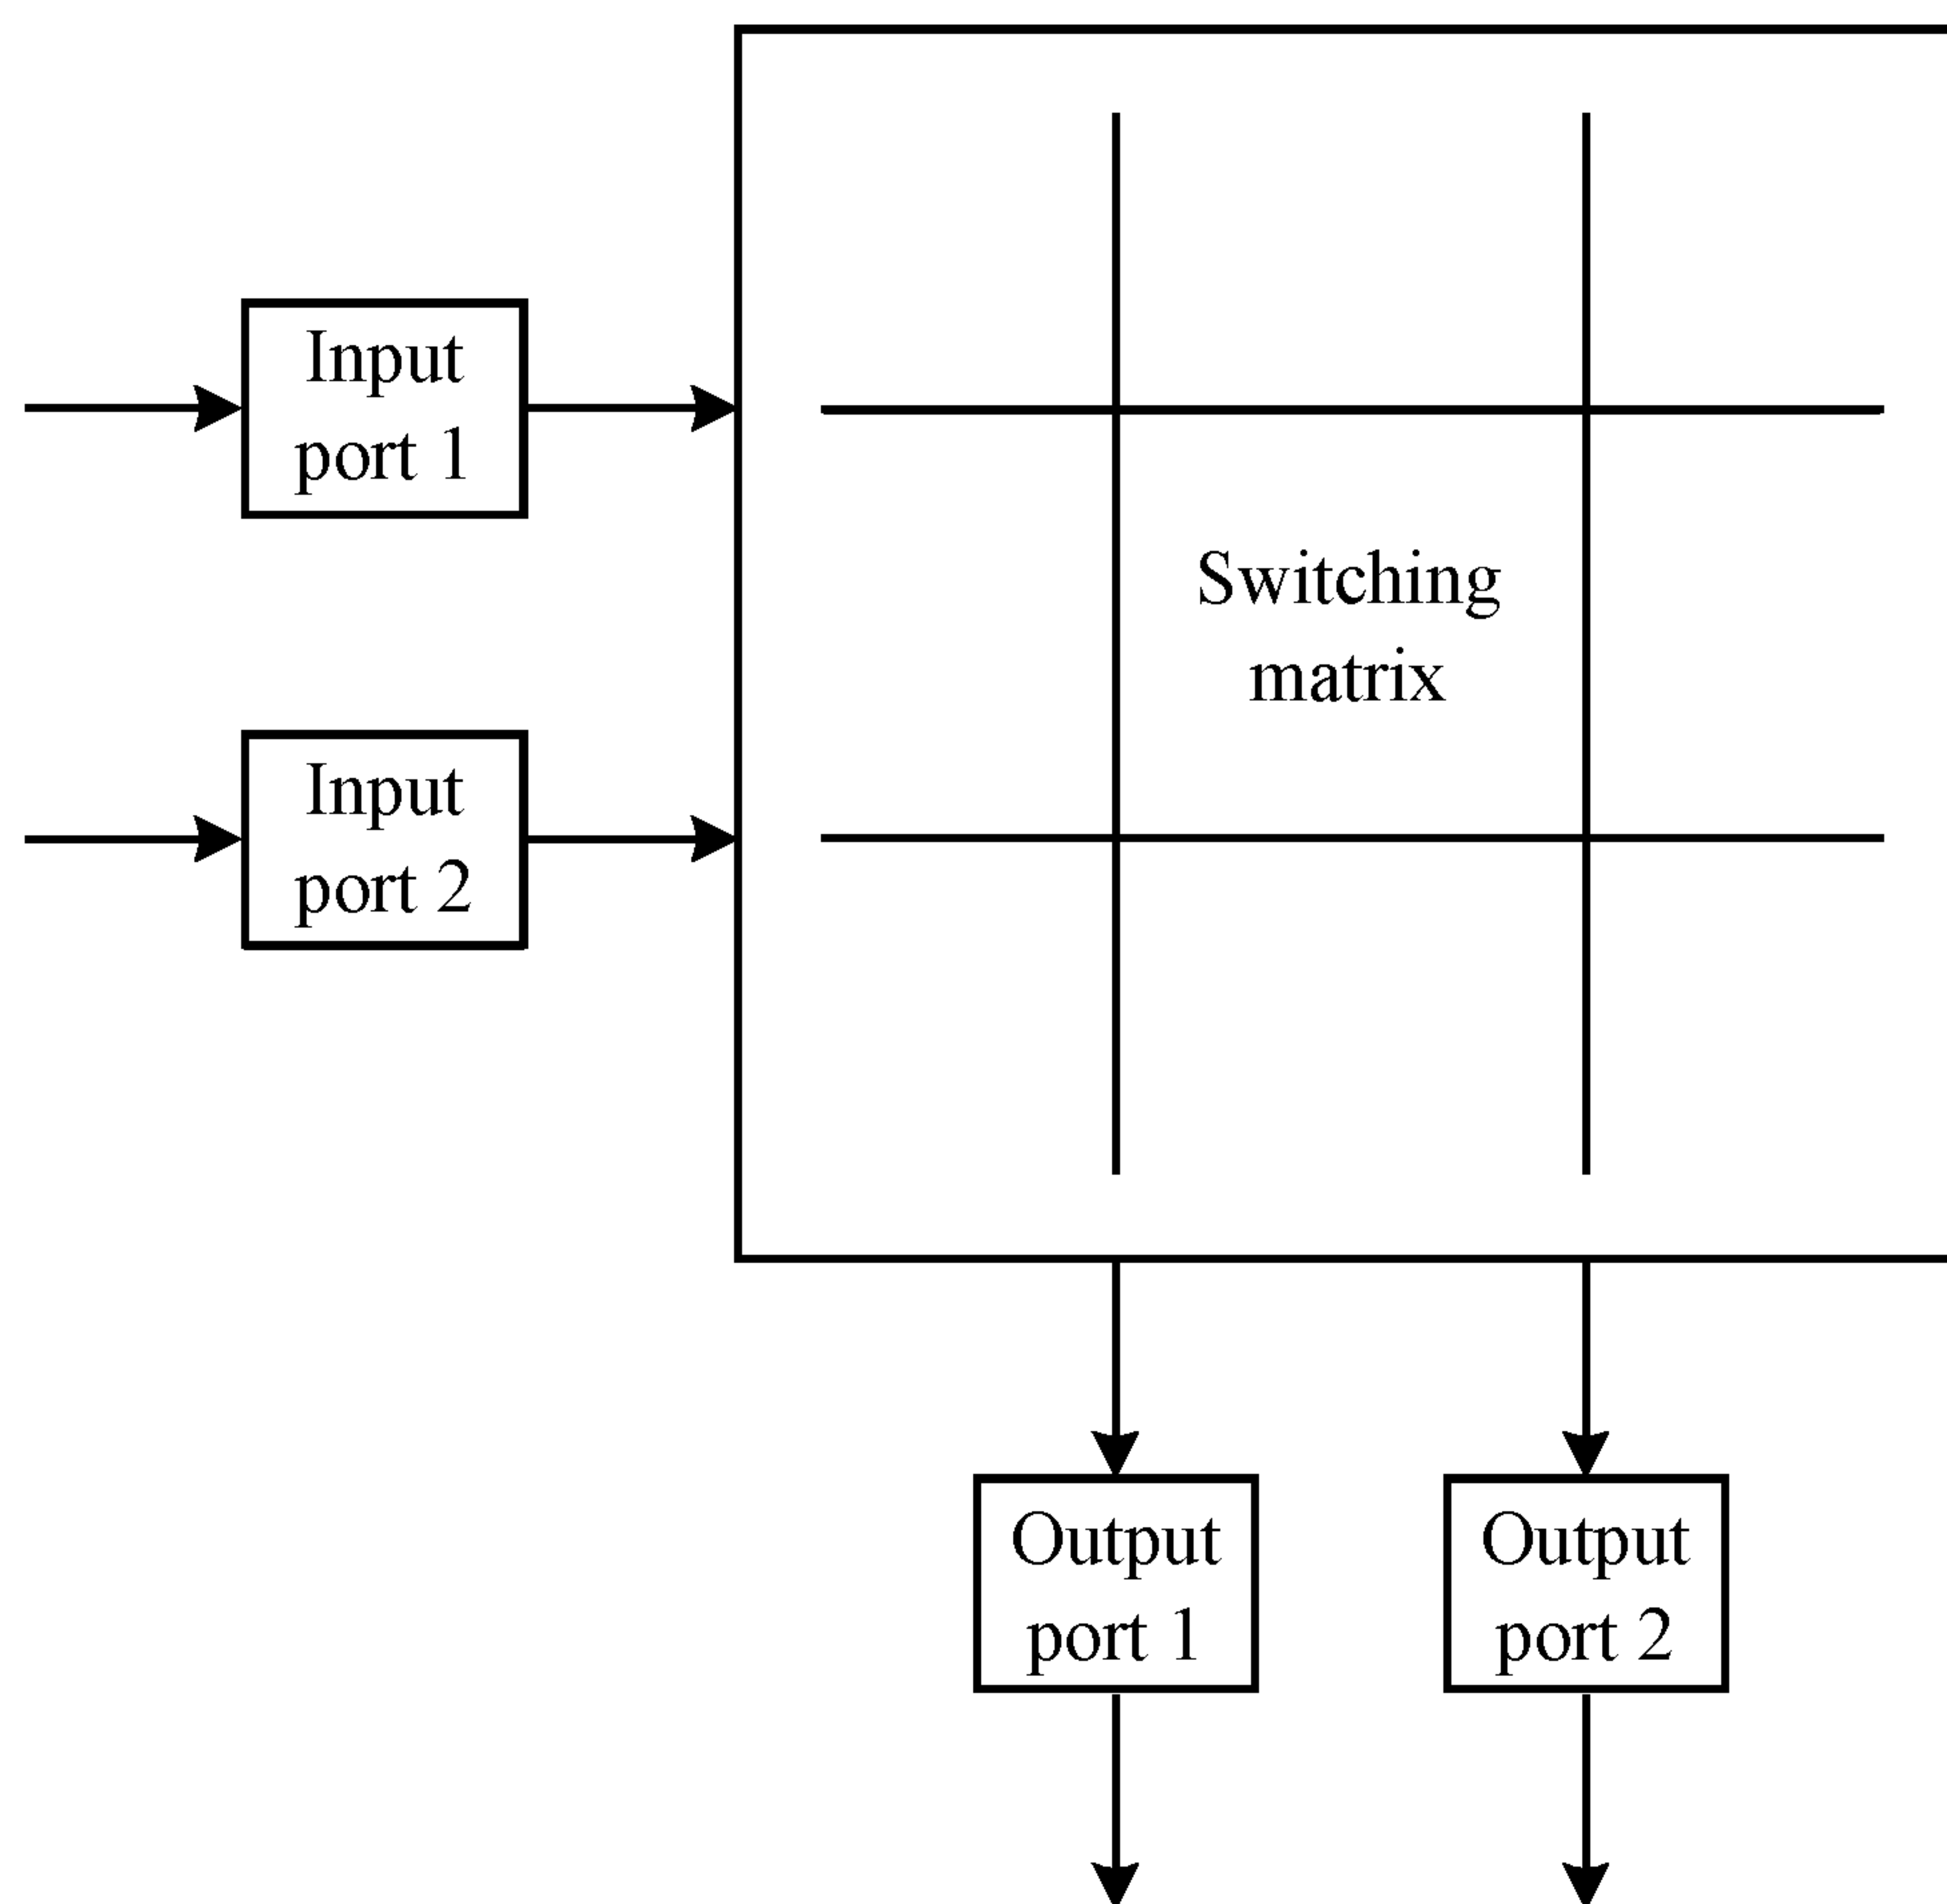 Input
port 1
Switching
matrix
Input
port 2
Output
port 1
Output
port 2